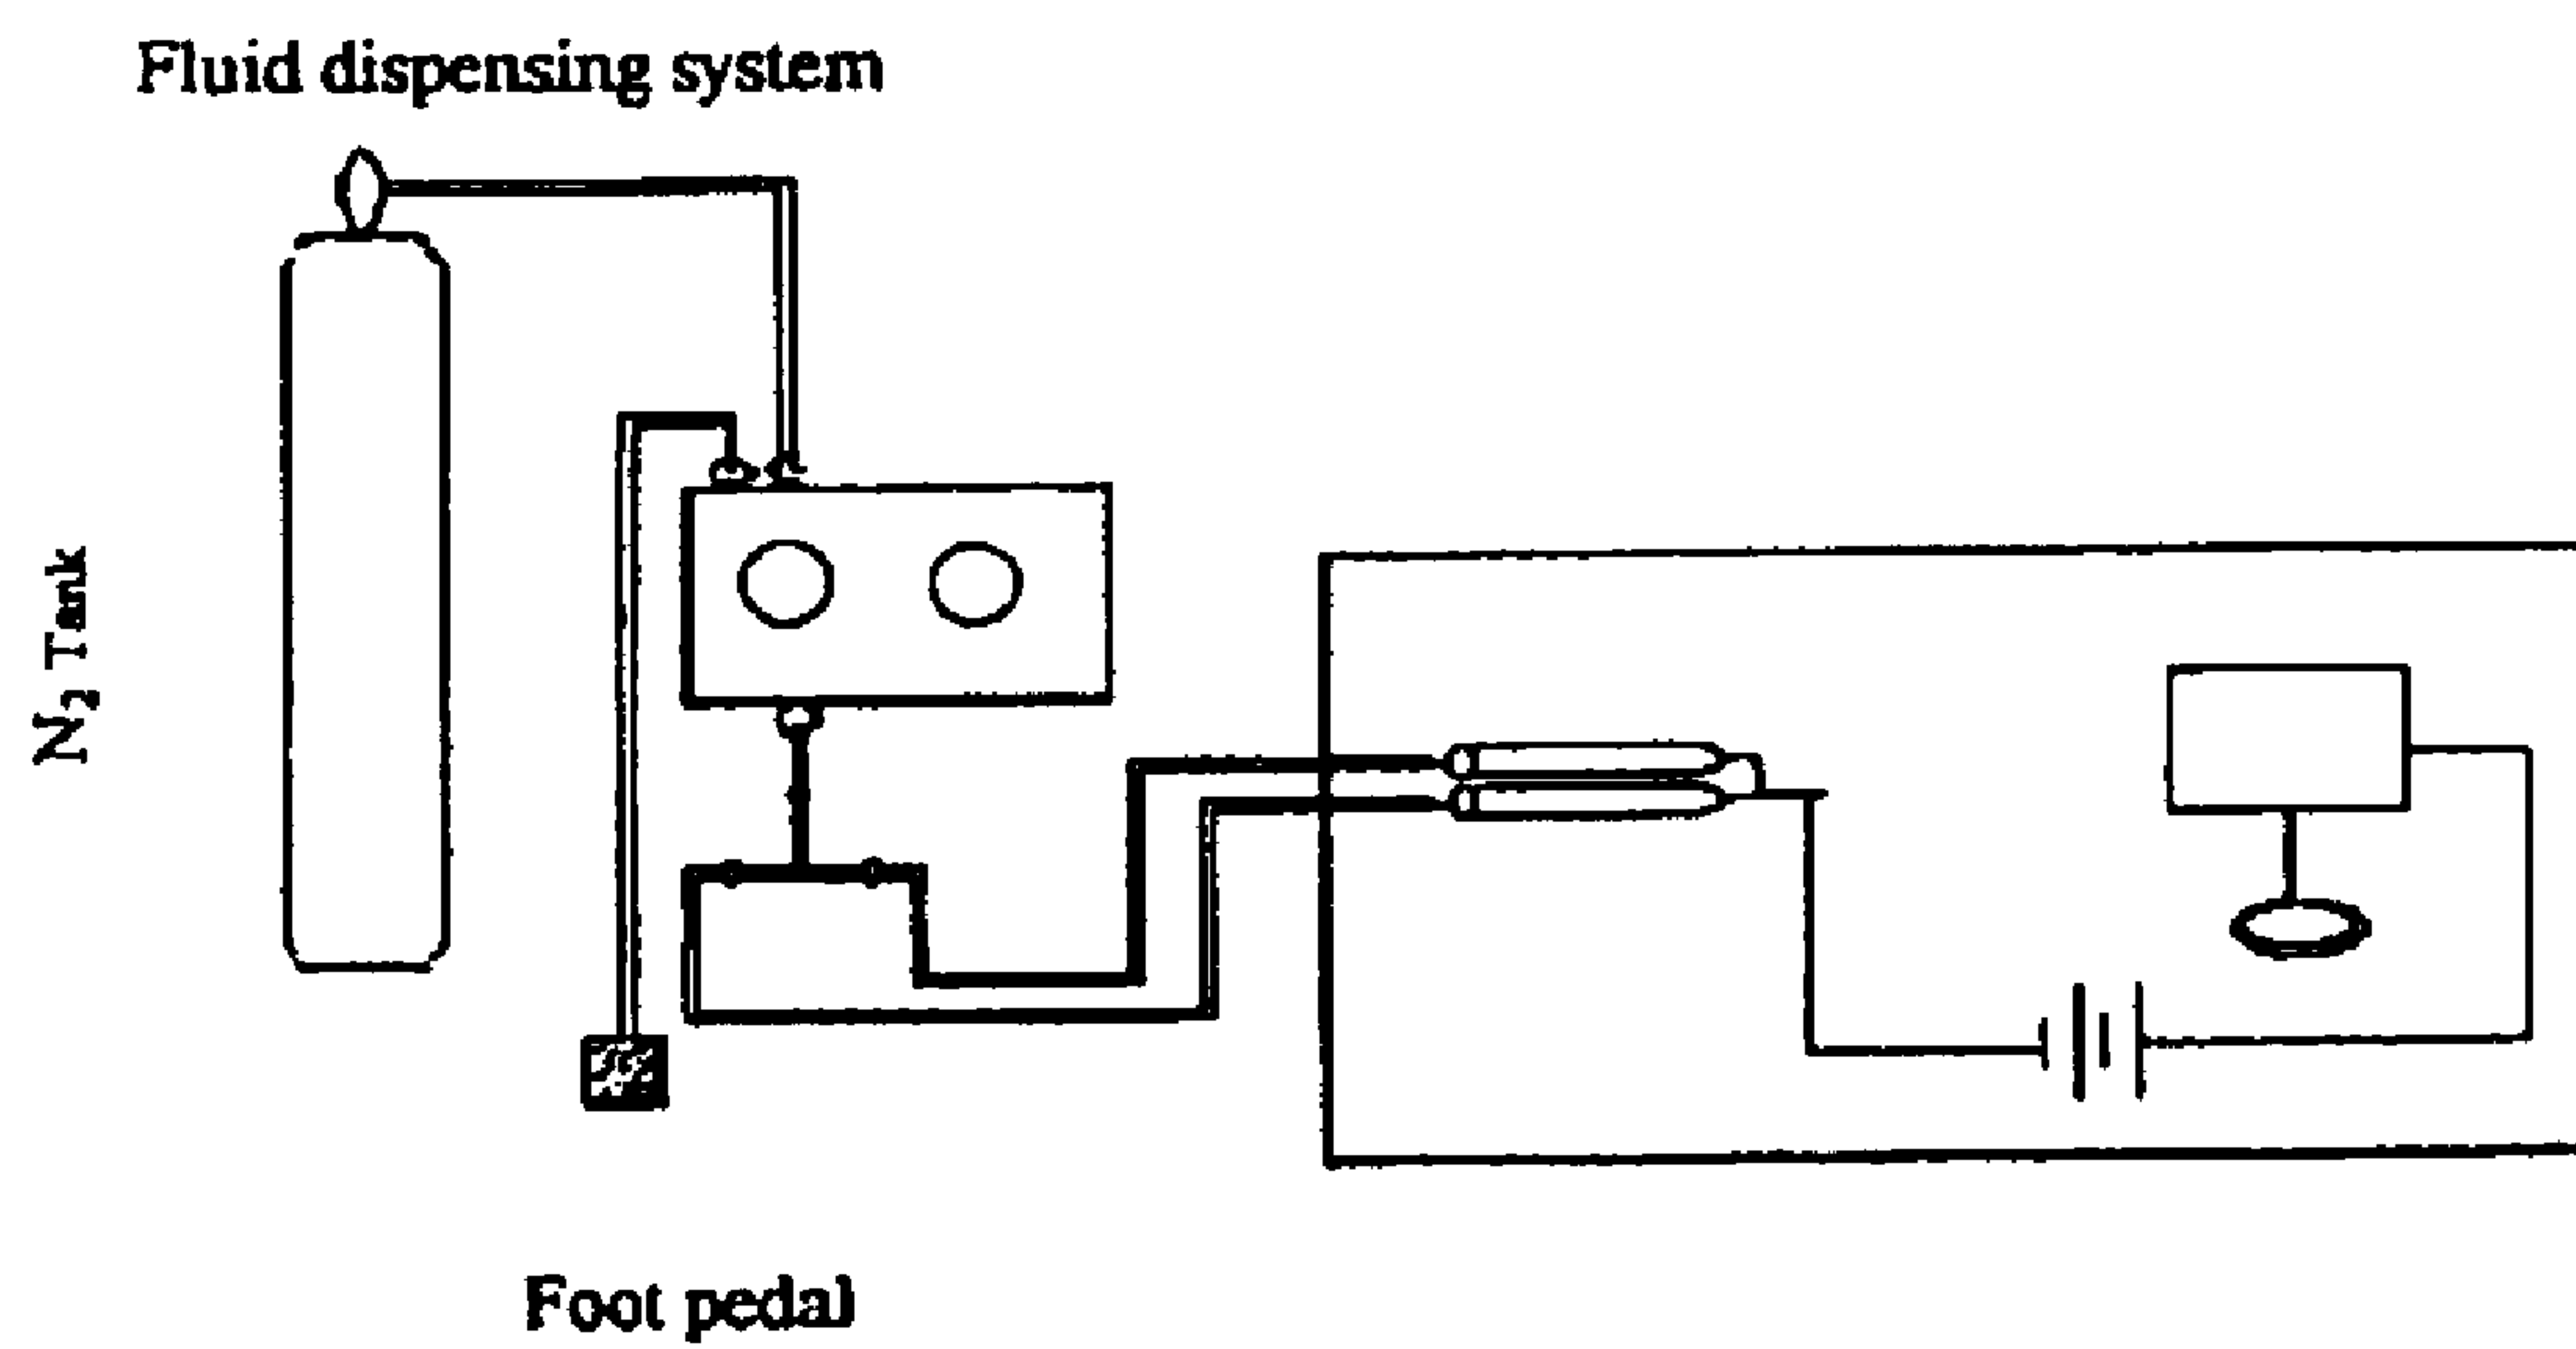 Fluid dispensing system
N₂ Tank
Foot pedal